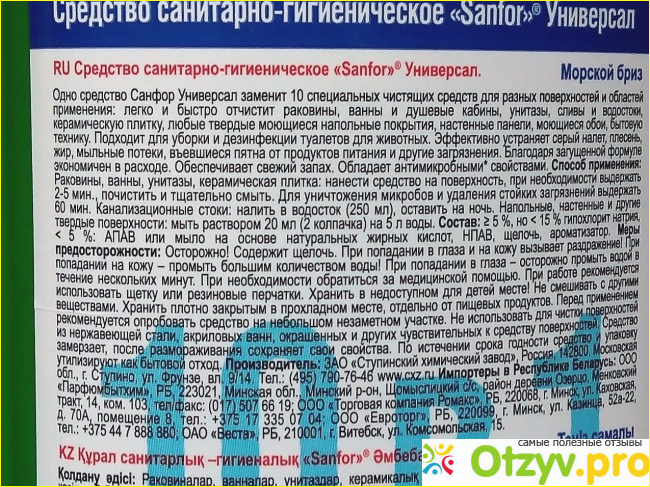 Средство санитарно-гигиеническое «Sanfor»® Универсал
RU Средство санитарно-гигиеническое «Sanfor»® Универсал.
Морской бриз
Одно средство Санфор Универсал заменит 10 специальных чистящих средств для разных поверхностей и областей
применения: легко и быстро отчистит раковины, ванны и душевые кабины, унитазы, сливы и водостоки,
керамическую плитку, любые твердые моющиеся напольные покрытия, настенные панели, моющиеся обои, бытовую
технику. Подходит для уборки и дезинфекции туалетов для животных. Эффективно устраняет серый налет, плесень,
жир, мыльные потеки, въевшиеся пятна от продуктов питания и другие загрязнения. Благодаря загущенной формуле
экономичен в расходе. Обеспечивает свежий запах. Обладает антимикробными* свойствами. Способ применения:
Раковины, ванны, унитазы, керамическая плитка: нанести средство на поверхность, при необходимости выдержать
2-5 мин., почистить и тщательно смыть. Для уничтожения микробов и удаления стойких загрязнений выдержать
60 мин. Канализационные стоки: налить в водосток (250 мл), оставить на ночь. Напольные, настенные и другие
твердые поверхности: мыть раствором 20 мл (2 колпачка) на 5 л воды. Состав: ≥ 5 %, но < 15 % гипохлорит натрия,
< 5 %: АПАВ или мыло на основе натуральных жирных кислот, НПАВ, щелочь, ароматизатор. Меры
предосторожности: Осторожно! Содержит щёлочь. При попадании в глаза и на кожу вызывает раздражение! При
попадании на кожу – промыть большим количеством воды! При попадании в глаза – осторожно промыть водой в
течение нескольких минут. При необходимости обратиться за медицинской помощью. При работе рекомендуется
использовать щетку или резиновые перчатки. Хранить в недоступном для детей месте! Не смешивать с другими
веществами. Хранить плотно закрытым в прохладном месте, отдельно от пищевых продуктов. Перед применением
рекомендуется опробовать средство на небольшом незаметном участке. Не использовать для чистки поверхностей
из нержавеющей стали, акриловых ванн, окрашенных и других чувствительных к средству поверхностей. Средство
замерзает, после размораживания сохраняет свои свойства. По истечении срока годности средство и упаковку
утилизируют как бытовой отход. Производитель: ЗАО «Ступинский химический завод», Россия, 142800, Московская
обл., г. Ступино, ул. Фрунзе, вл. 9/14. Тел.: (495) 790-76-46 www.cxz.ru Импортеры в Республике Беларусь: ООО
«Парфюмбытхим», РБ, 223021, Минская обл., Минский р-он, Щомыслицкий с/с, район деревни Озерцо, Менковский
тракт, 14, ком. 103, тел/факс: (017) 507 66 19; ООО «Торговая компания Ромакс», РБ, 220068, г. Минск, ул. Каховская,
д. 70А, помещение 8, тел.: +375 17 335 07 04; ООО «Евроторг», РБ, 220099, г. Минск, ул. Казинца, 52а-22,
тел.: +375 44 7 888 880; ОАО «Веста», РБ, 210001, г. Витебск, ул. Комсомольская, 15.
Теңіз самалы
KZ Құрал санитарлық –гигеналық «Sanfor»® Әмбебап
Қолдану әдісі: Раковиналар, ванналар, унитаздар, керамикалық
самые полезные отзывы
Otzyv.pro